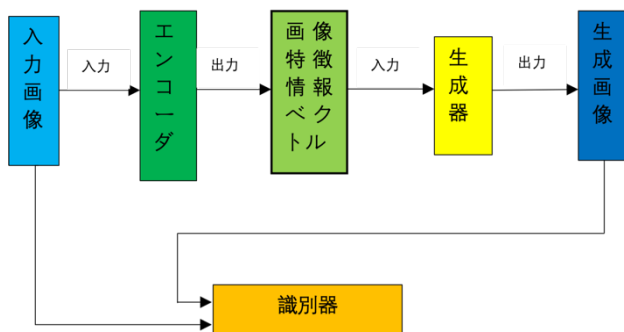 入力画像
入力
エンコーダ
出力
画像
特徴
情報
ベク
トル
入力
生成器
出力
生成画像
識別器